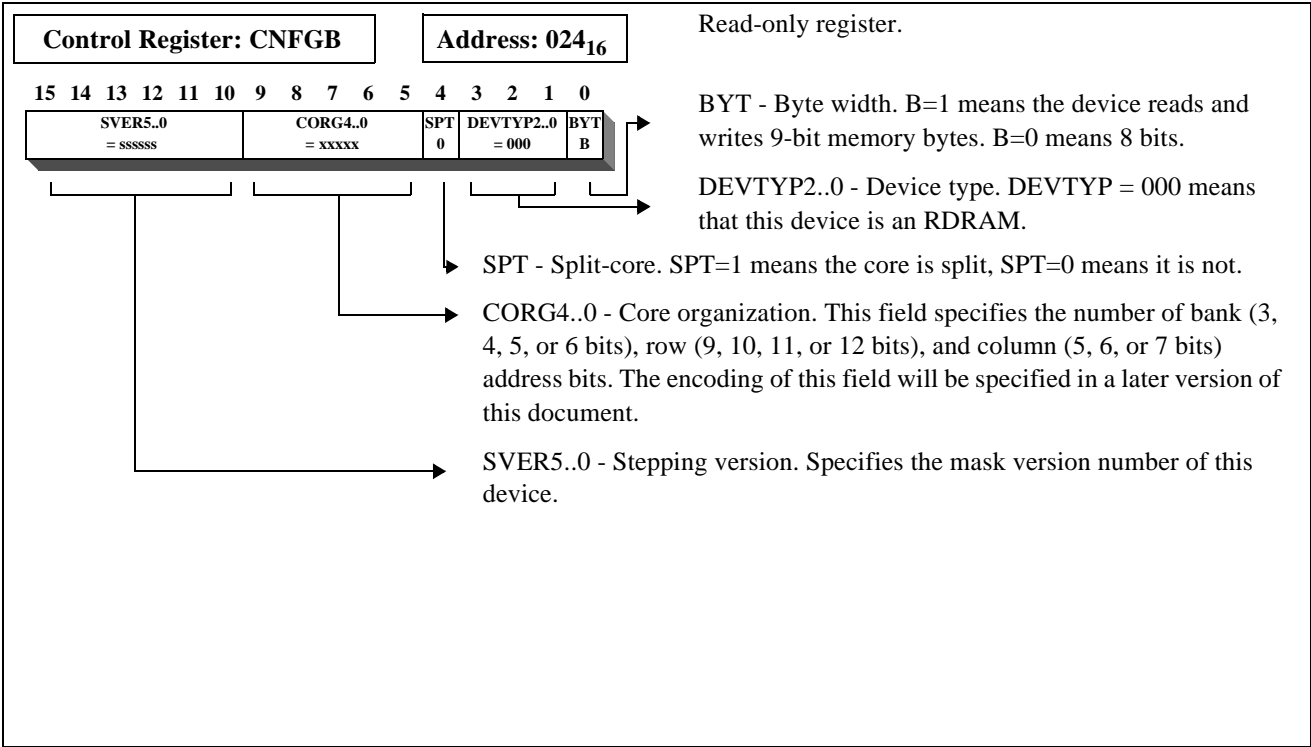 Control Register: CNFGB
Address: 024₁₆
Read-only register.
15 14 13 12 11 10 9 8 7 6 5 4 3 2 1 0
SVER5..0
= ssssss
CORG4..0
= xxxxx
SPT
0
DEVTYP2..0
= 000
BYT
B
BYT - Byte width. B=1 means the device reads and
writes 9-bit memory bytes. B=0 means 8 bits.
DEVTYP2..0 - Device type. DEVTYP = 000 means
that this device is an RDRAM.
SPT - Split-core. SPT=1 means the core is split, SPT=0 means it is not.
CORG4..0 - Core organization. This field specifies the number of bank (3,
4, 5, or 6 bits), row (9, 10, 11, or 12 bits), and column (5, 6, or 7 bits)
address bits. The encoding of this field will be specified in a later version of
this document.
SVER5..0 - Stepping version. Specifies the mask version number of this
device.